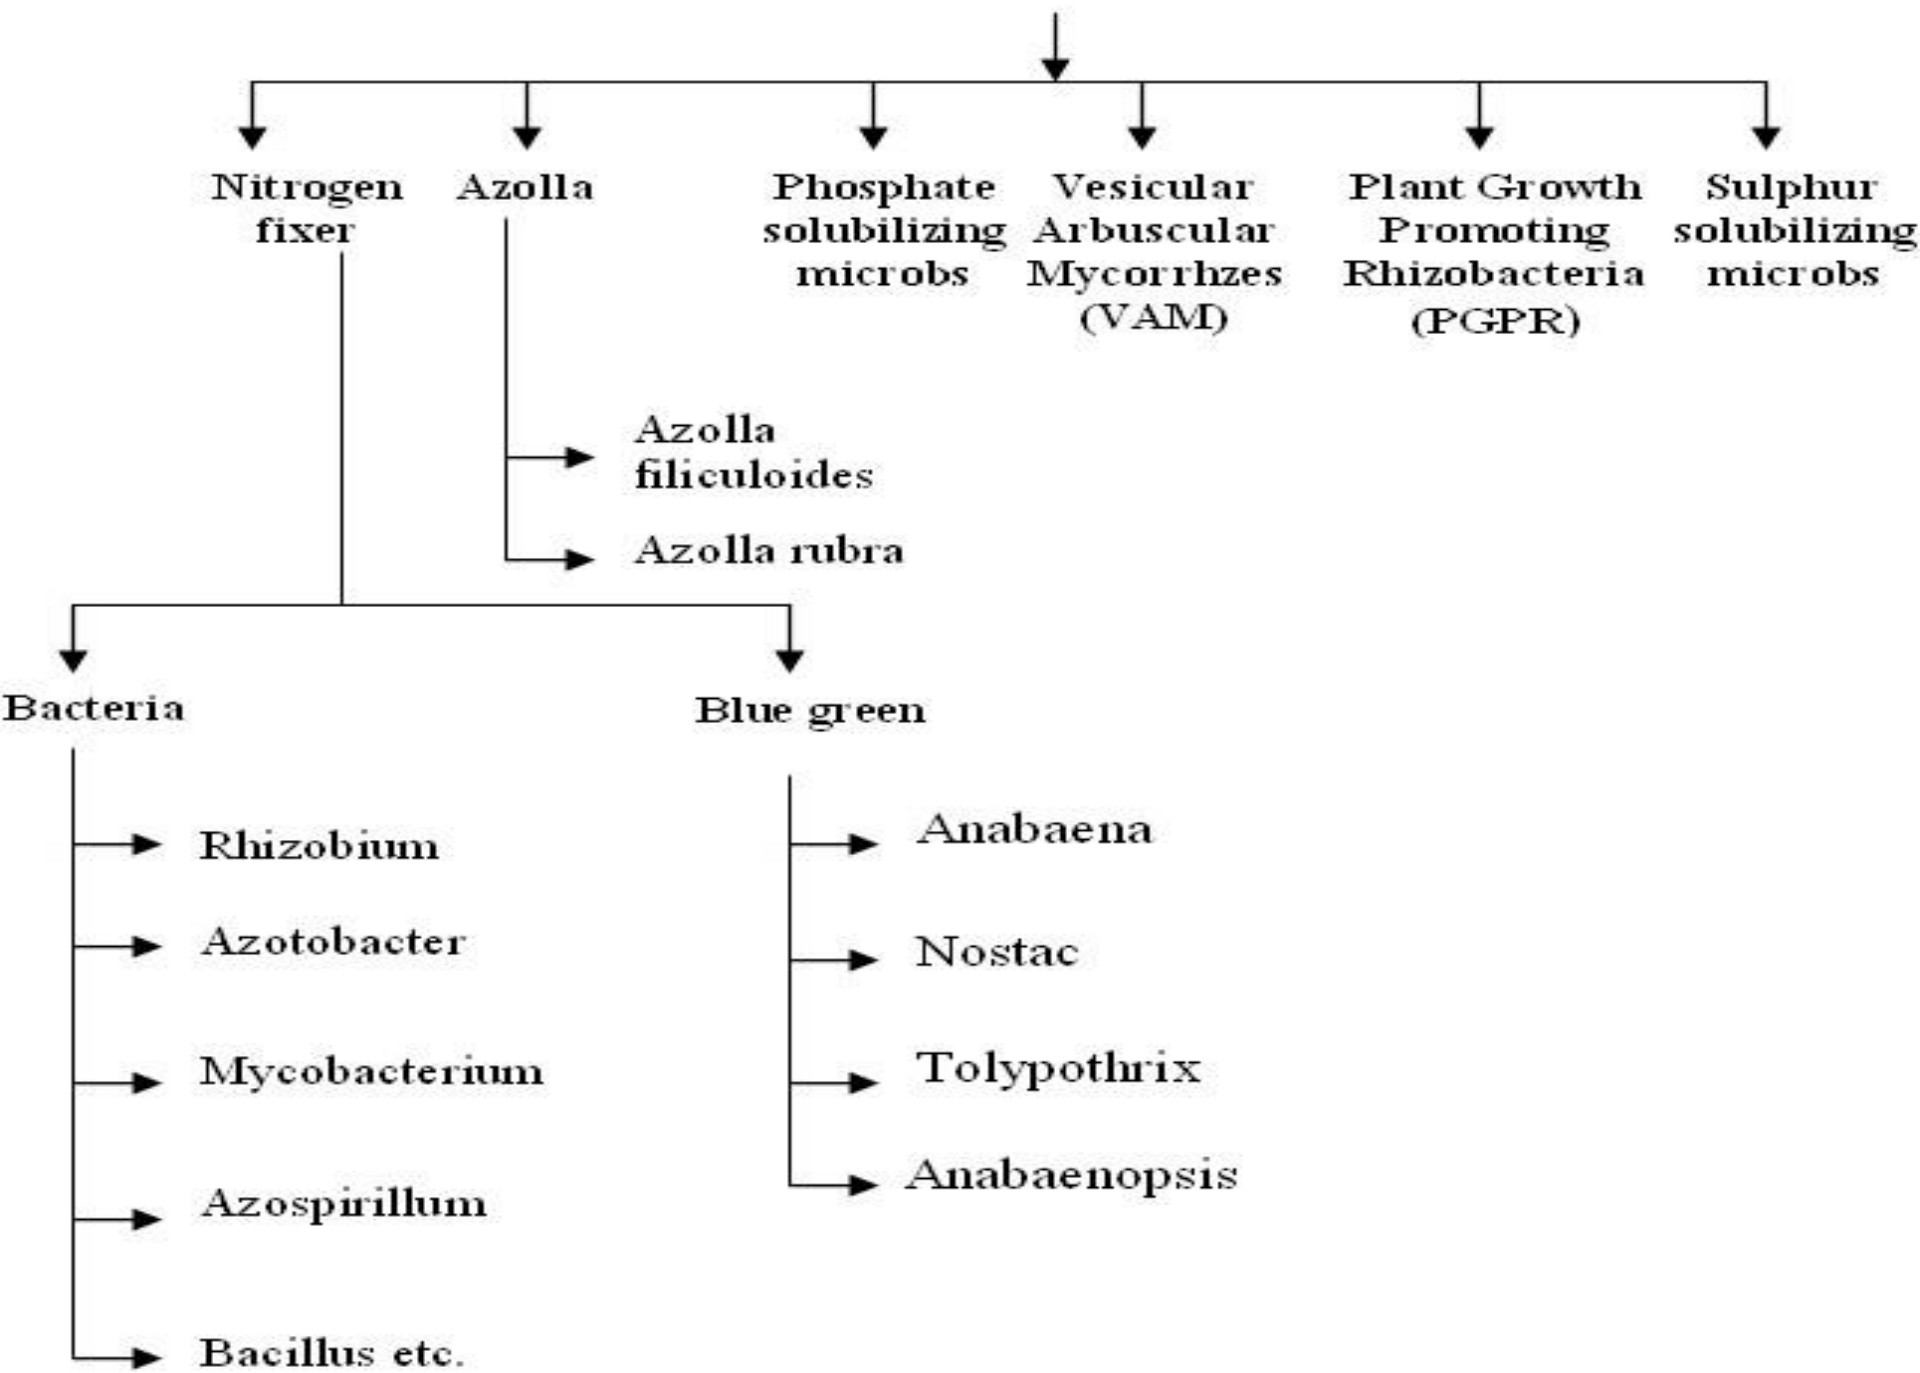 Nitrogen
fixer
Azolla
Phosphate
solubilizing
microbs
Vesicular
Arbuscular
Mycorrhzes
(VAM)
Plant Growth
Promoting
Rhizobacteria
(PGPR)
Sulphur
solubilizing
microbs
Azolla
filiculoides
Azolla rubra
Bacteria
Rhizobium
Azotobacter
Mycobacterium
Azospirillum
Bacillus etc.
Blue green
Anabaena
Nostac
Tolypothrix
Anabaenopsis